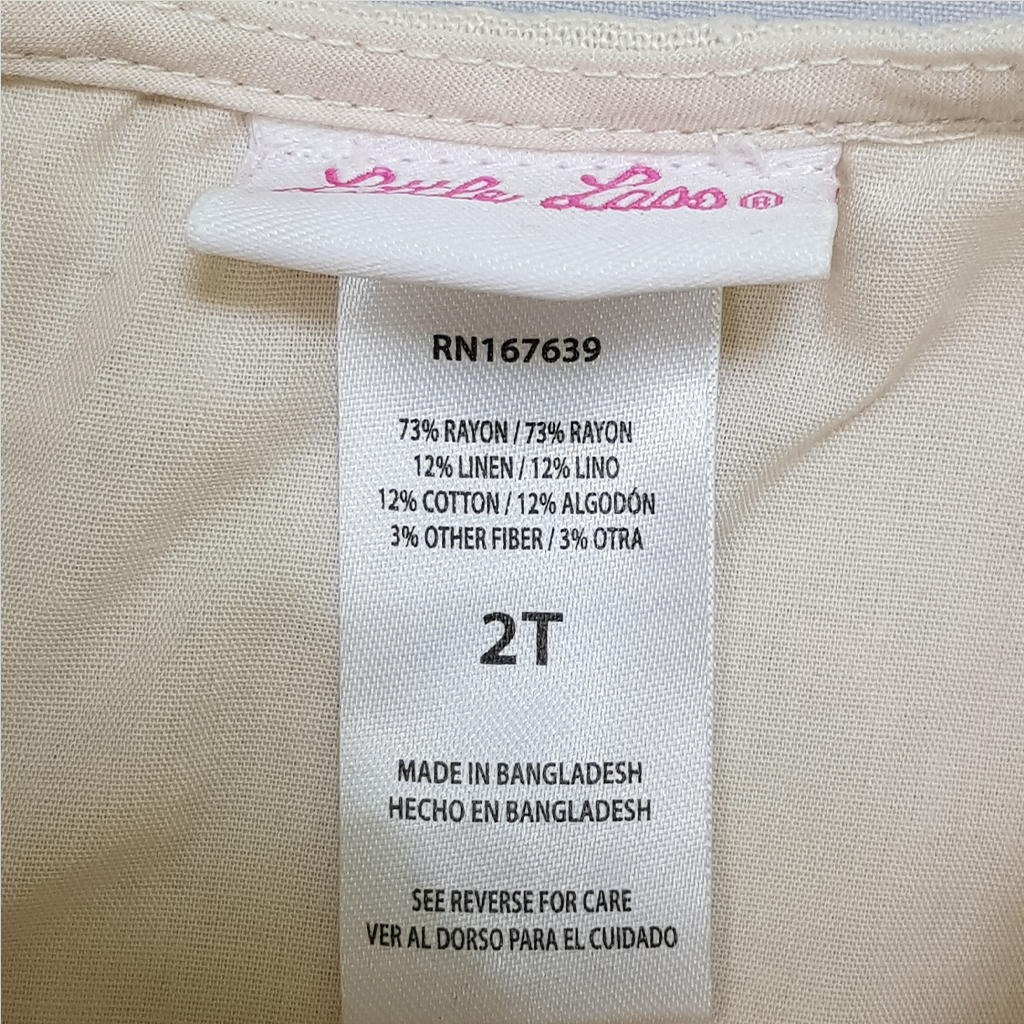 Little Lass®
RN167639
73% RAYON / 73% RAYON
12% LINEN / 12% LINO
12% COTTON / 12% ALGODÓN
3% OTHER FIBER / 3% OTRA
2T
MADE IN BANGLADESH
HECHO EN BANGLADESH
SEE REVERSE FOR CARE
VER AL DORSO PARA EL CUIDADO